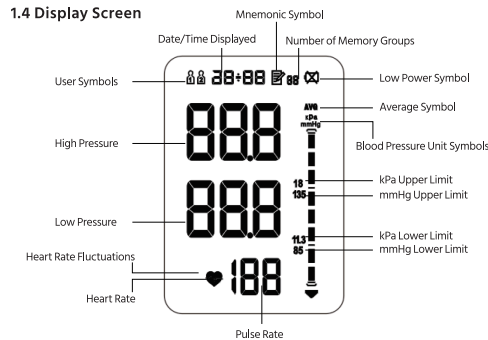 1.4 Display Screen
Mnemonic Symbol
Date/Time Displayed
Number of Memory Groups
User Symbols
1 2 28÷88 88
Low Power Symbol
AVG
Average Symbol
kPa
mmHg
Blood Pressure Unit Symbols
High Pressure
88.8
18
kPa Upper Limit
135
mmHg Upper Limit
Low Pressure
88.8
11.3
kPa Lower Limit
85
mmHg Lower Limit
Heart Rate Fluctuations
188
Heart Rate
Pulse Rate